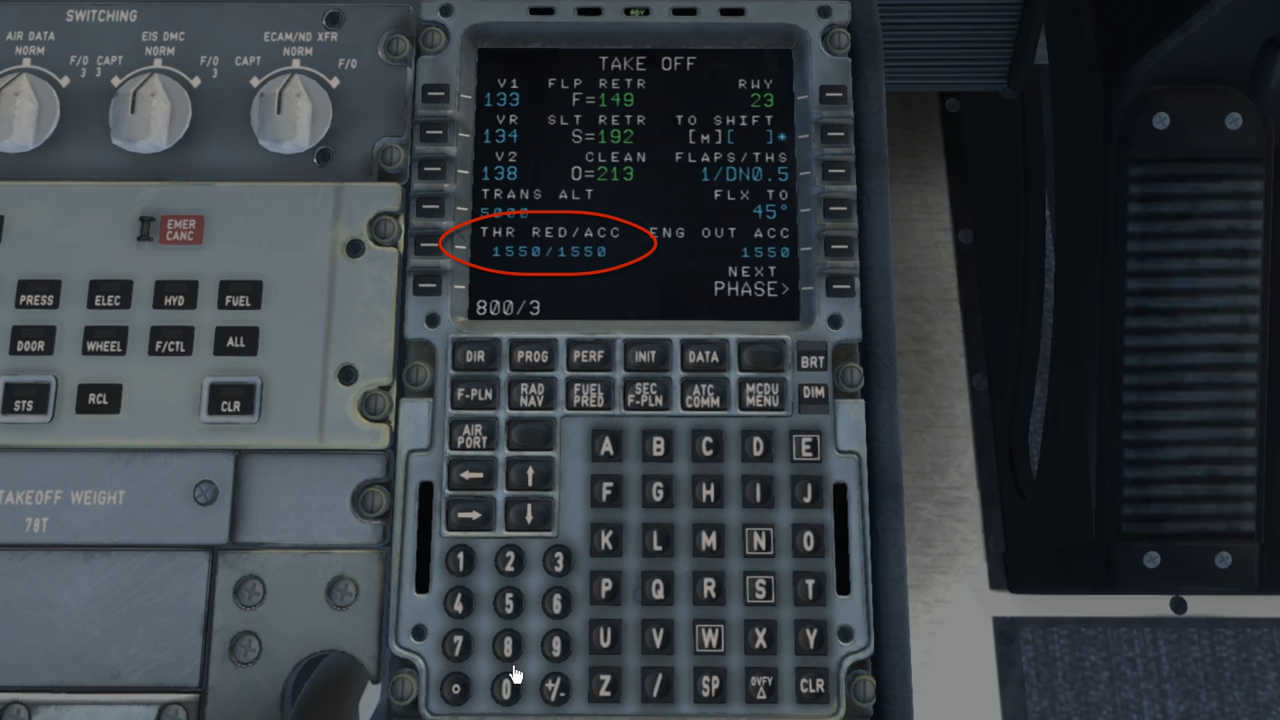 SWITCHING
AIR DATA
NORM
F/O
3
EIS DMC
NORM
CAPT
3
F/O
3
ECAM/ND XFR
NORM
CAPT
F/O
EMER
CANC
PRESS
ELEC
HYD
FUEL
DOOR
WHEEL
F/CTL
ALL
STS
RCL
CLR
TAKEOFF WEIGHT
78T
RDY
TAKE OFF
V1 FLP RETR RWY
133 F=149 23
VR SLT RETR TO SHIFT
134 S=192 [M][ ]*
V2 CLEAN FLAPS/THS
138 O=213 1/DN0.5
TRANS ALT FLX TO
5000 45°
THR RED/ACC ENG OUT ACC
1550/1550 1550
NEXT
PHASE>
800/3
DIR PROG PERF INIT DATA
BRT
F-PLN
RAD
NAV
FUEL
PRED
SEC
F-PLN
ATC
COMM
MCDU
MENU
DIM
AIR
PORT
← ↑
→ ↓
A B C D E
F G H I J
K L M N O
P Q R S T
U V W X Y
Z / SP
OVFY
Δ
CLR
1 2 3
4 5 6
7 8 9
. 0 +/-